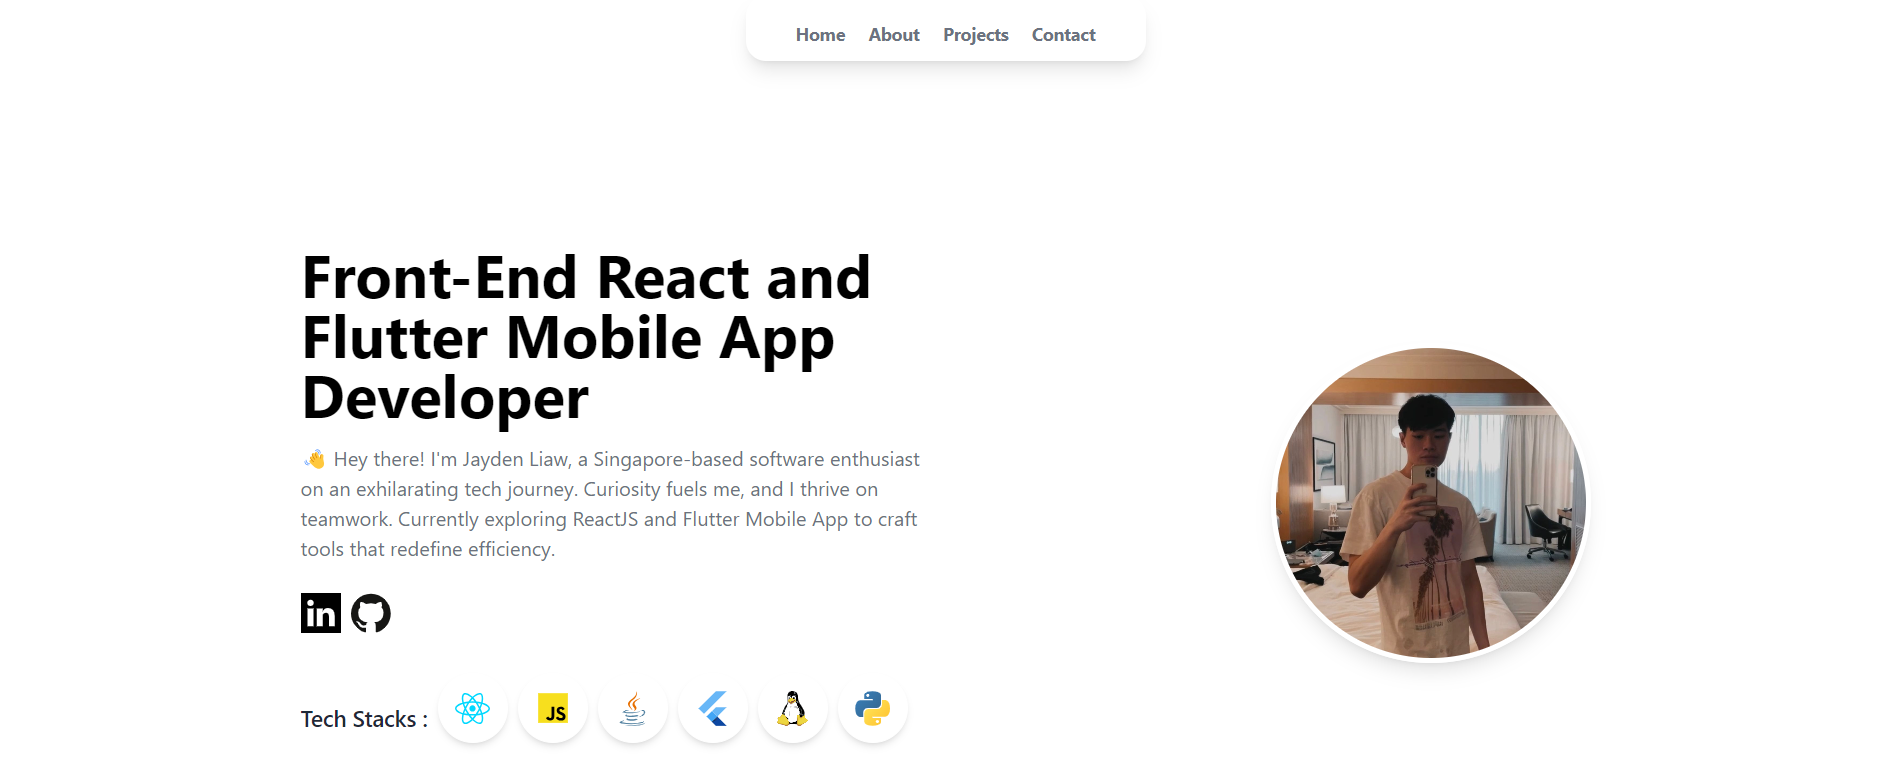 Home About Projects Contact
Front-End React and
Flutter Mobile App
Developer
👋 Hey there! I'm Jayden Liaw, a Singapore-based software enthusiast
on an exhilarating tech journey. Curiosity fuels me, and I thrive on
teamwork. Currently exploring ReactJS and Flutter Mobile App to craft
tools that redefine efficiency.
in
Tech Stacks :
JS